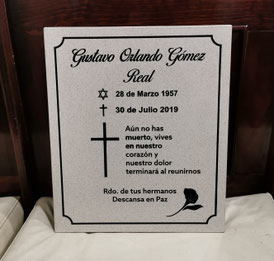 Gustavo Orlando Gómez
Real
28 de Marzo 1957
30 de Julio 2019
Aún no has
muerto, vives
en nuestro
corazón y
nuestro dolor
terminará al reunirnos
Rdo. de tus hermanos
Descansa en Paz